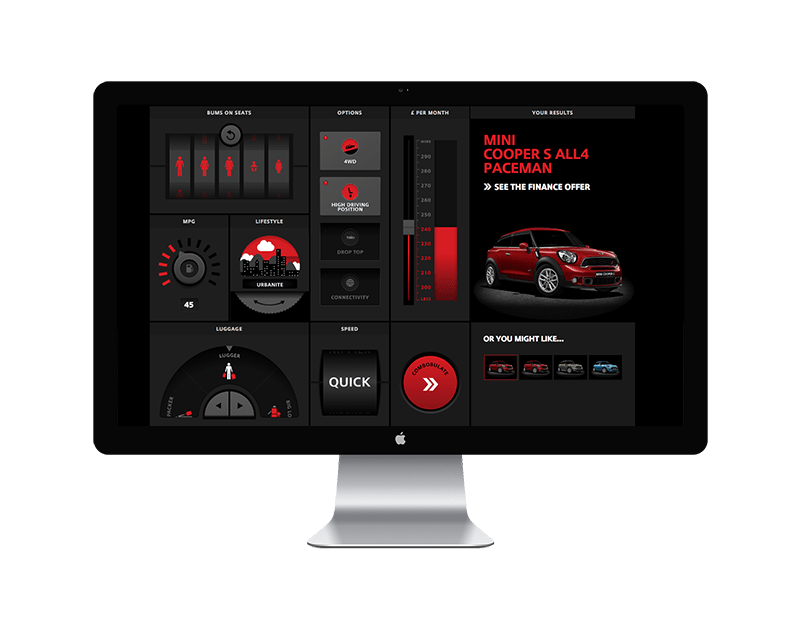 BUMS ON SEATS
OPTIONS
£ PER MONTH
YOUR RESULTS
4WD
HIGH DRIVING
POSITION
DROP TOP
CONNECTIVITY
MORE
290
280
270
260
250
240
230
220
210
200
LESS
MINI
COOPER S ALL4
PACEMAN
SEE THE FINANCE OFFER
MPG
45
LIFESTYLE
URBANITE
LUGGAGE
LUGGER
PACKER
BIG LO
SPEED
QUICK
COMBOBULATE
OR YOU MIGHT LIKE...